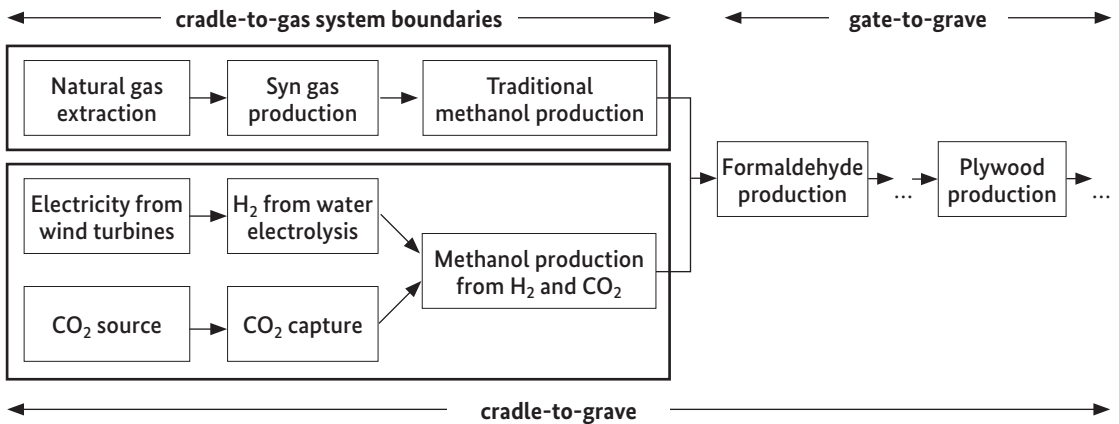 cradle-to-gas system boundaries
gate-to-grave
Natural gas
extraction
Syn gas
production
Traditional
methanol production
Formaldehyde
production
...
Plywood
production
...
Electricity from
wind turbines
H₂ from water
electrolysis
Methanol production
from H₂ and CO₂
CO₂ source
CO₂ capture
cradle-to-grave